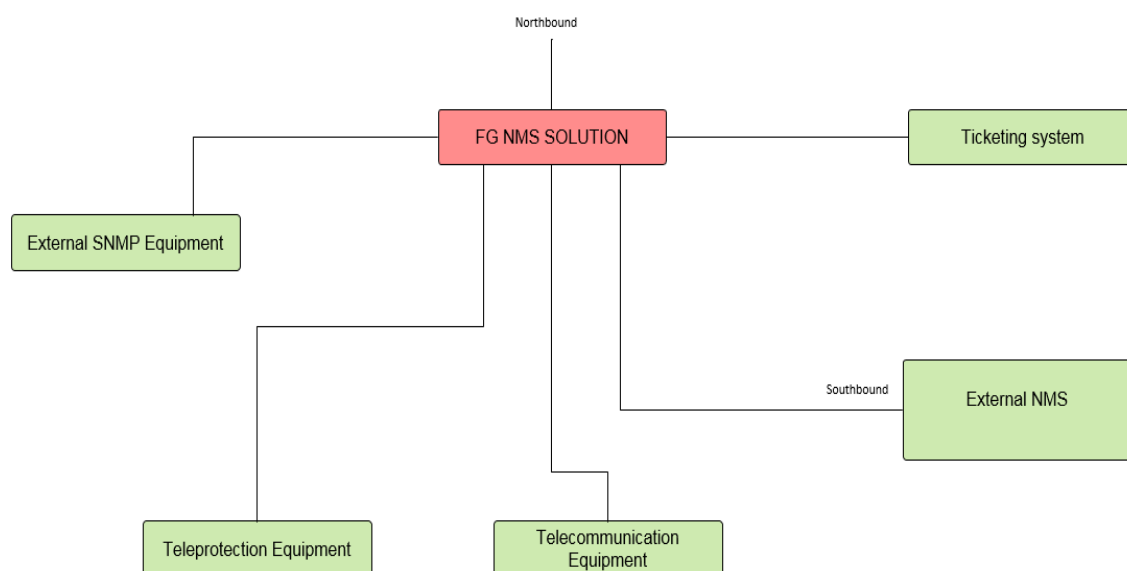 Northbound
FG NMS SOLUTION
Ticketing system
External SNMP Equipment
Southbound
External NMS
Teleprotection Equipment
Telecommunication
Equipment